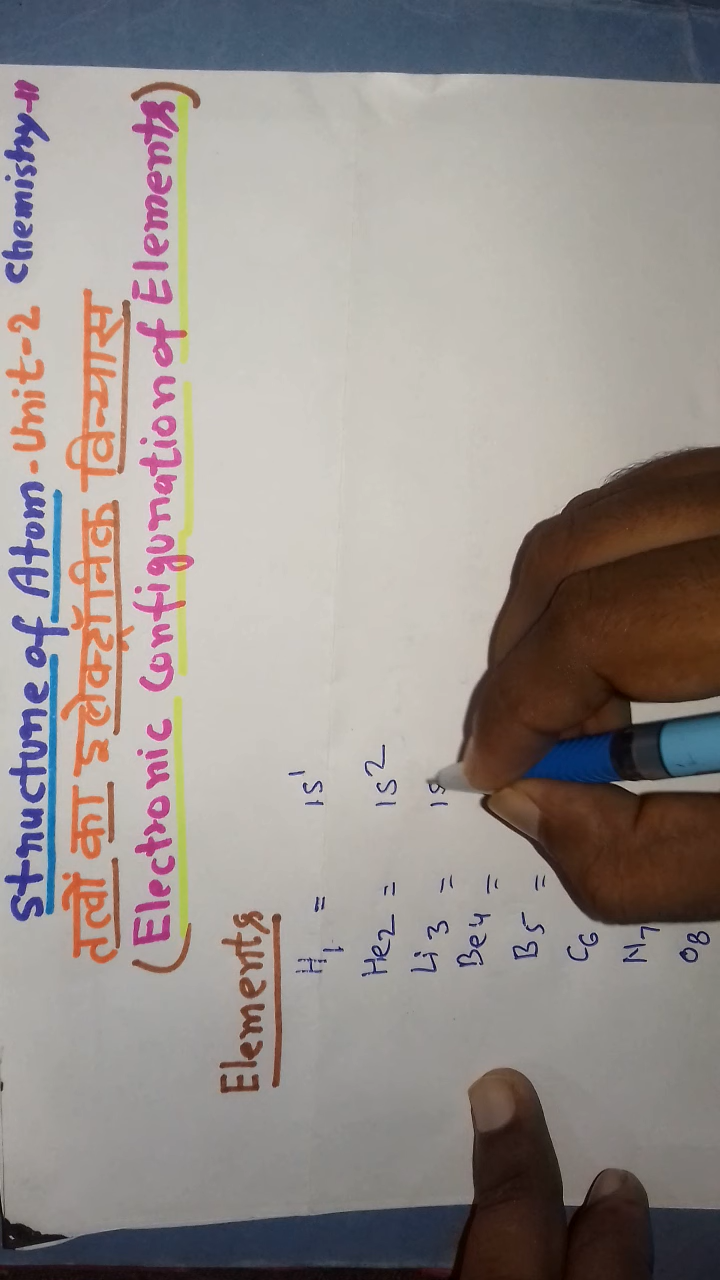 Structure of Atom - Unit-2 Chemistry-11
तत्वों का इलेक्ट्रॉनिक विन्यास
(Electronic Configuration of Elements)
Elements
H1 = 1s1
He2 = 1s2
Li3 = 1s
Be4 =
B5 =
C6
N7
O8